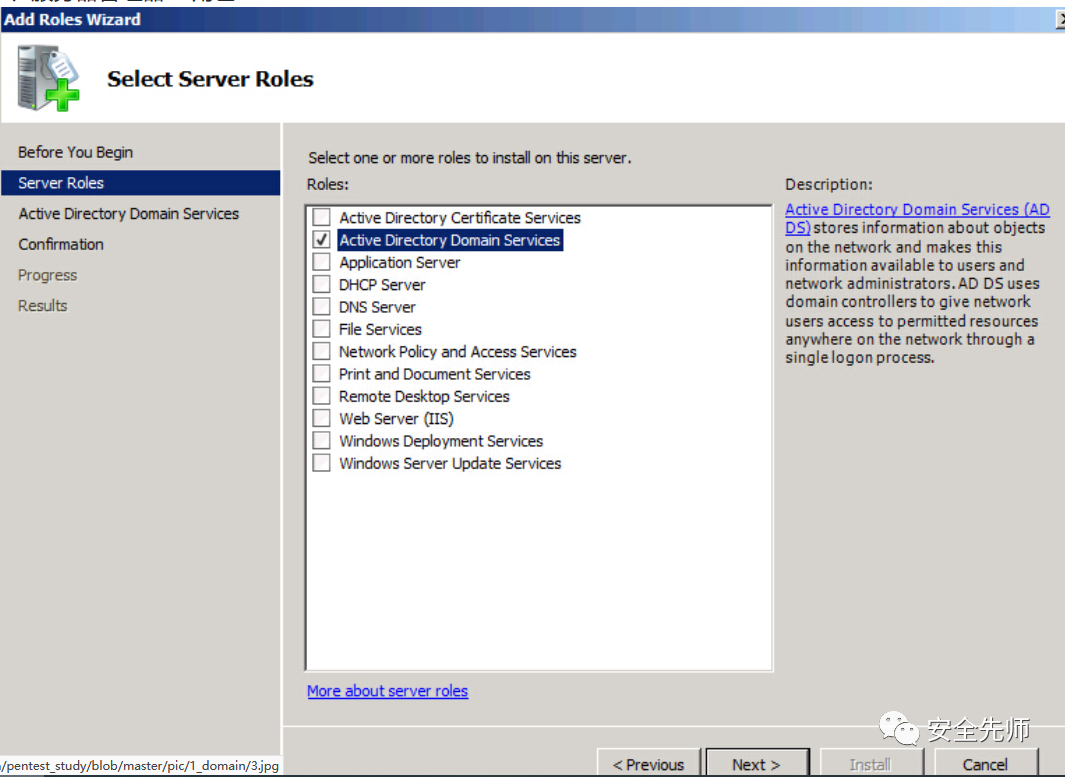 Add Roles Wizard
Select Server Roles
Before You Begin
Server Roles
Active Directory Domain Services
Confirmation
Progress
Results
Select one or more roles to install on this server.
Roles:
Active Directory Certificate Services
Active Directory Domain Services
Application Server
DHCP Server
DNS Server
File Services
Network Policy and Access Services
Print and Document Services
Remote Desktop Services
Web Server (IIS)
Windows Deployment Services
Windows Server Update Services
More about server roles
Description:
Active Directory Domain Services (AD
DS) stores information about objects
on the network and makes this
information available to users and
network administrators. AD DS uses
domain controllers to give network
users access to permitted resources
anywhere on the network through a
single logon process.
安全先师
/pentest_study/blob/master/pic/1_domain/3.jpg
< Previous
Next >
Install
Cancel